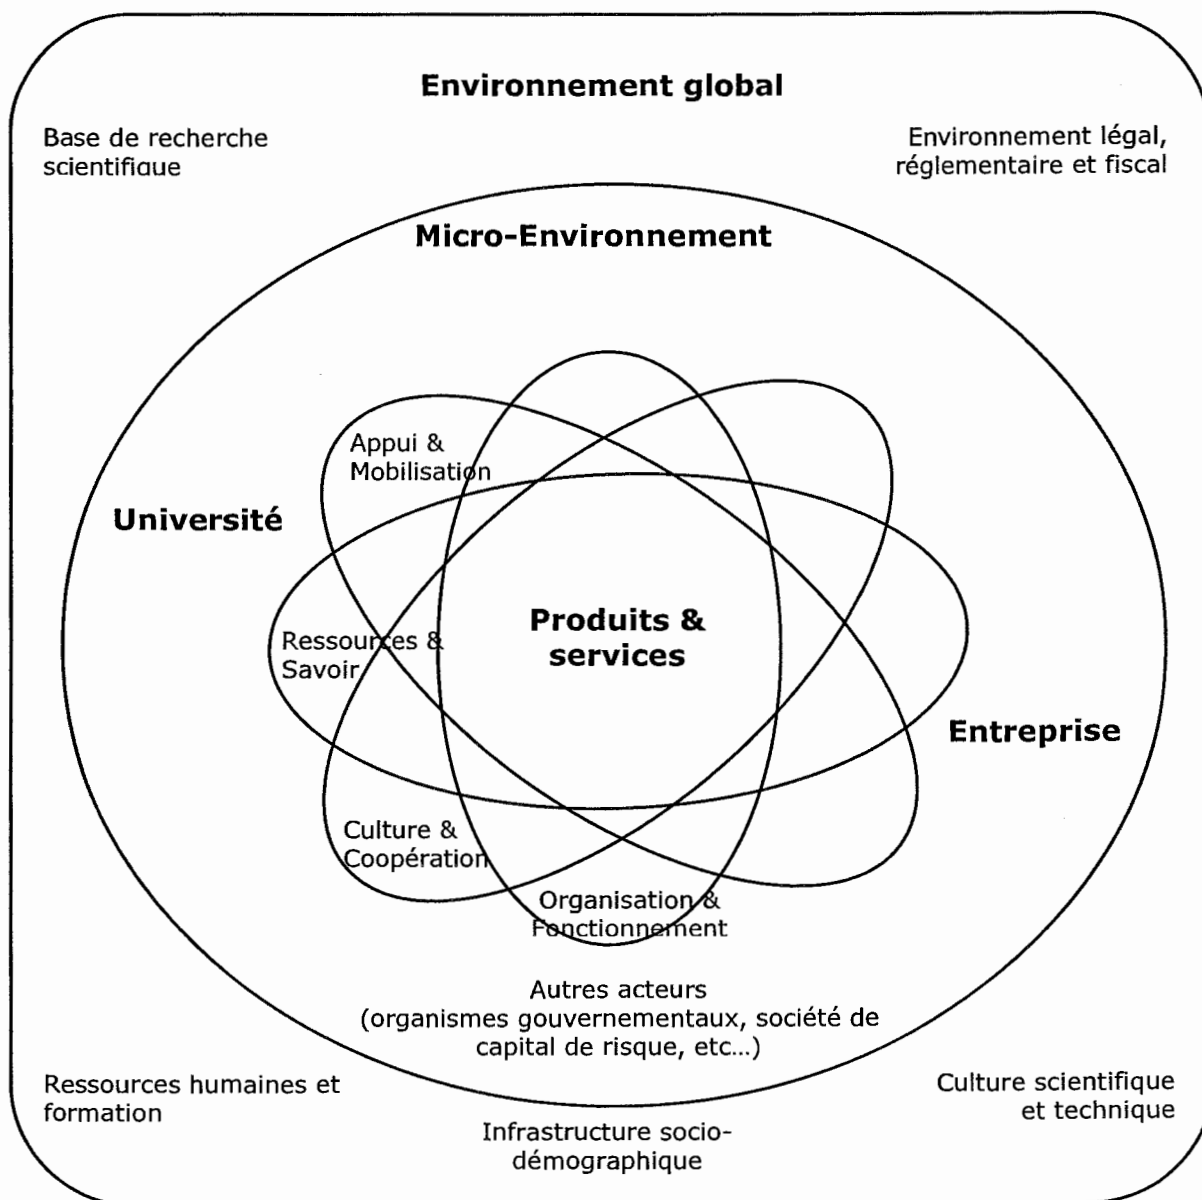 Environnement global
Base de recherche
scientifique
Environnement légal,
réglementaire et fiscal
Micro-Environnement
Appui &
Mobilisation
Université
Produits &
services
Ressources &
Savoir
Entreprise
Culture &
Coopération
Organisation &
Fonctionnement
Autres acteurs
(organismes gouvernementaux, société de
capital de risque, etc...)
Ressources humaines et
formation
Culture scientifique
et technique
Infrastructure socio-
démographique